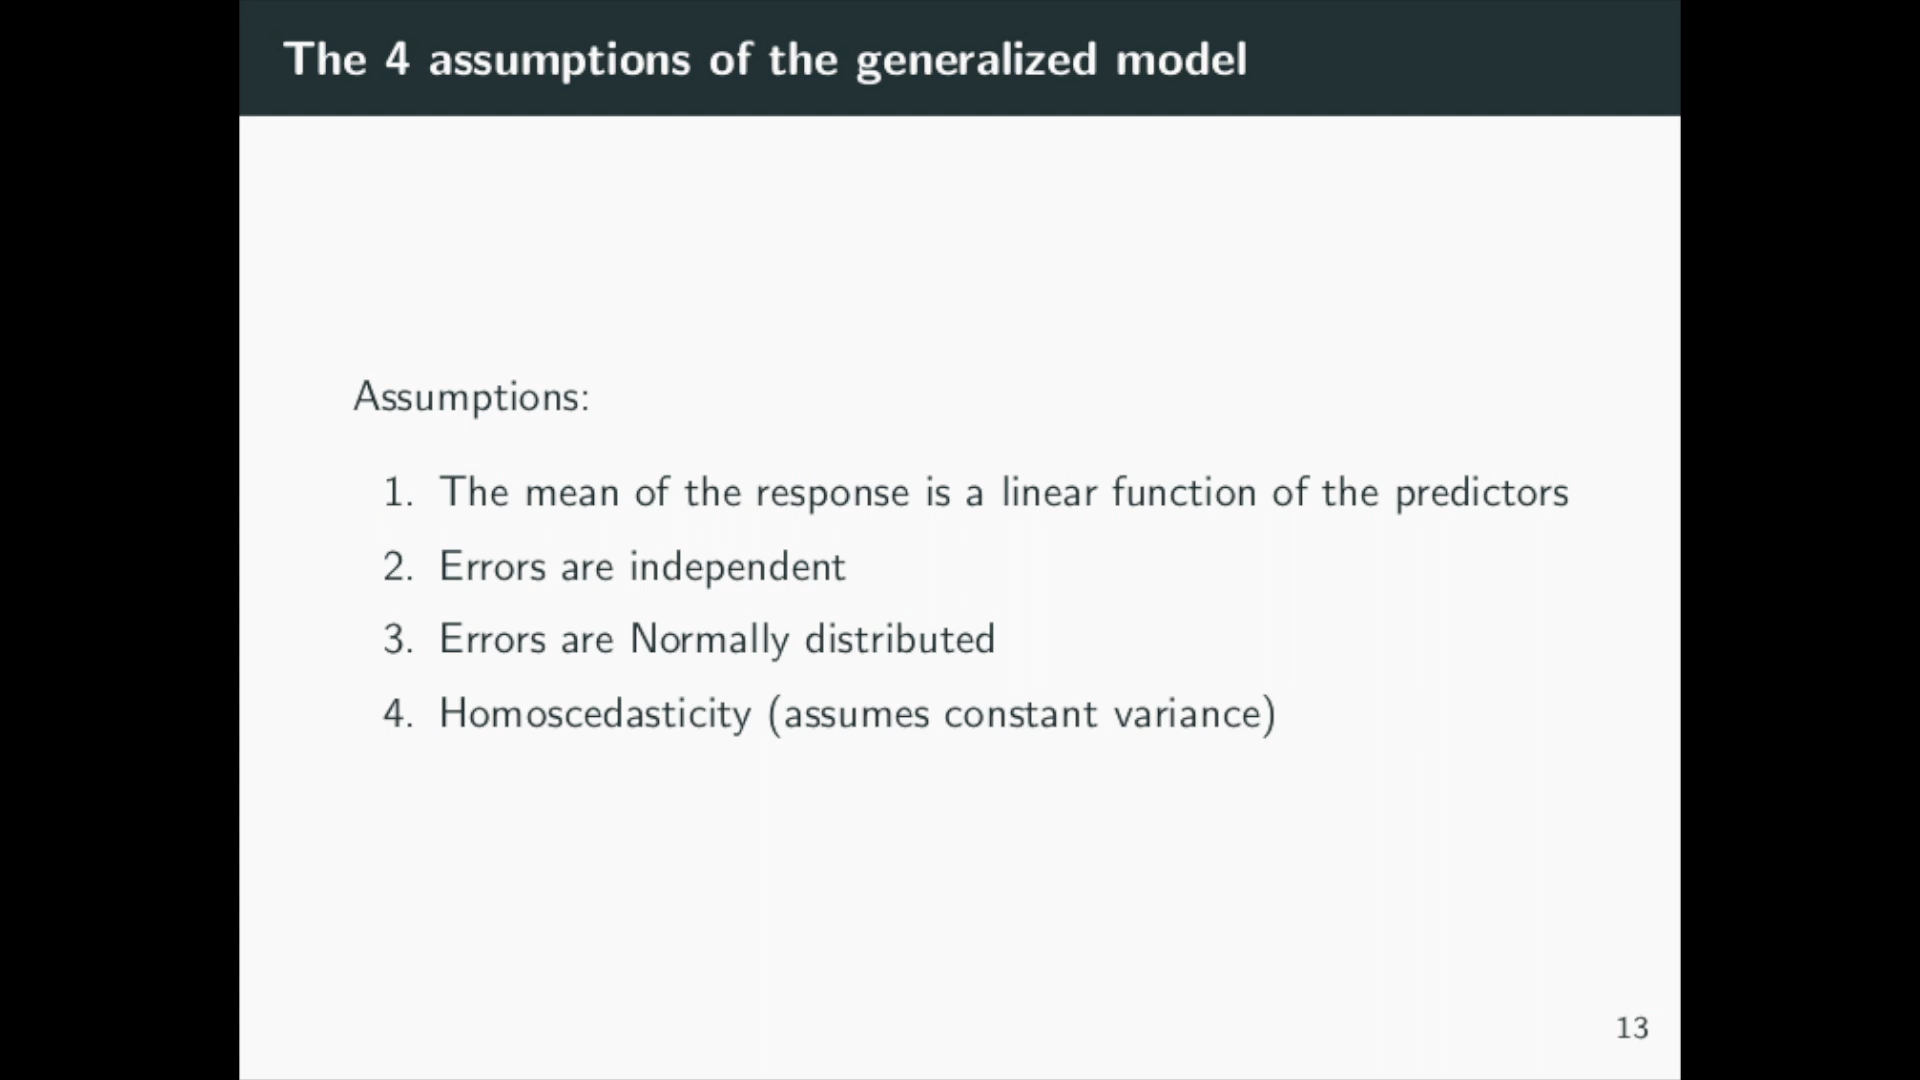 The 4 assumptions of the generalized model
Assumptions:
1. The mean of the response is a linear function of the predictors
2. Errors are independent
3. Errors are Normally distributed
4. Homoscedasticity (assumes constant variance)
13